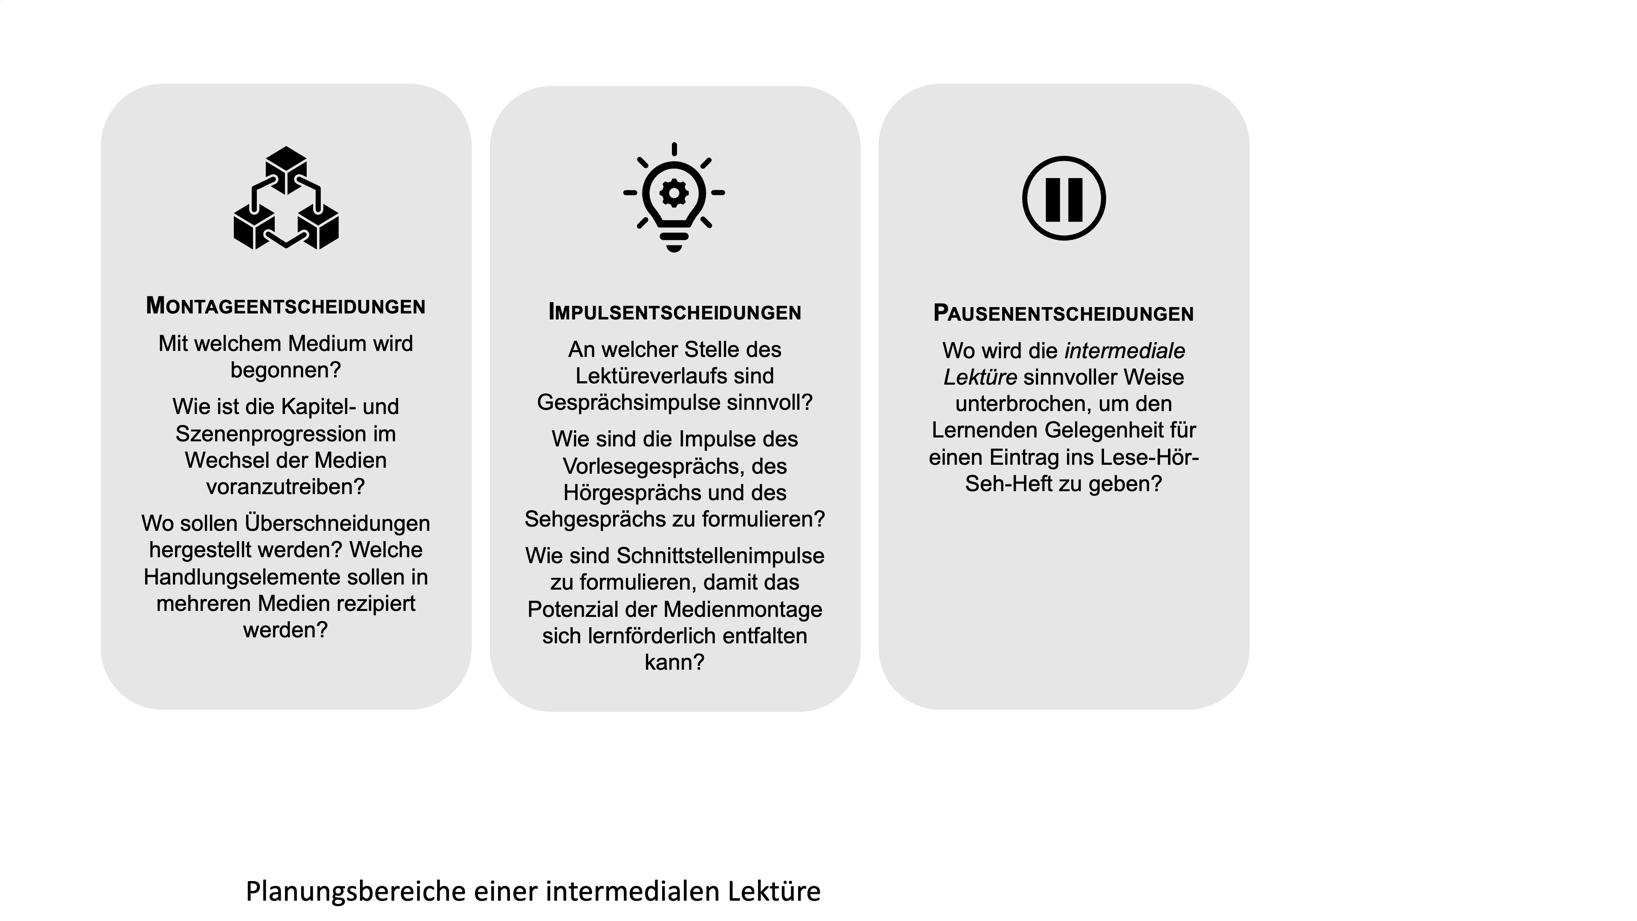 MONTAGEENTSCHEIDUNGEN
Mit welchem Medium wird
begonnen?
Wie ist die Kapitel- und
Szenenprogression im
Wechsel der Medien
voranzutreiben?
Wo sollen Überschneidungen
hergestellt werden? Welche
Handlungselemente sollen in
mehreren Medien rezipiert
werden?
IMPULSENTSCHEIDUNGEN
An welcher Stelle des
Lektüreverlaufs sind
Gesprächsimpulse sinnvoll?
Wie sind die Impulse des
Vorlesegesprächs, des
Hörgesprächs und des
Sehgesprächs zu formulieren?
Wie sind Schnittstellenimpulse
zu formulieren, damit das
Potenzial der Medienmontage
sich lernförderlich entfalten
kann?
PAUSENENTSCHEIDUNGEN
Wo wird die intermediale
Lektüre sinnvoller Weise
unterbrochen, um den
Lernenden Gelegenheit für
einen Eintrag ins Lese-Hör-
Seh-Heft zu geben?
Planungsbereiche einer intermedialen Lektüre